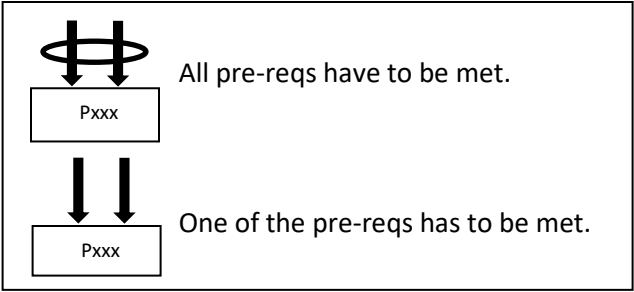 All pre-reqs have to be met.
Pxxx
One of the pre-reqs has to be met.
Pxxx